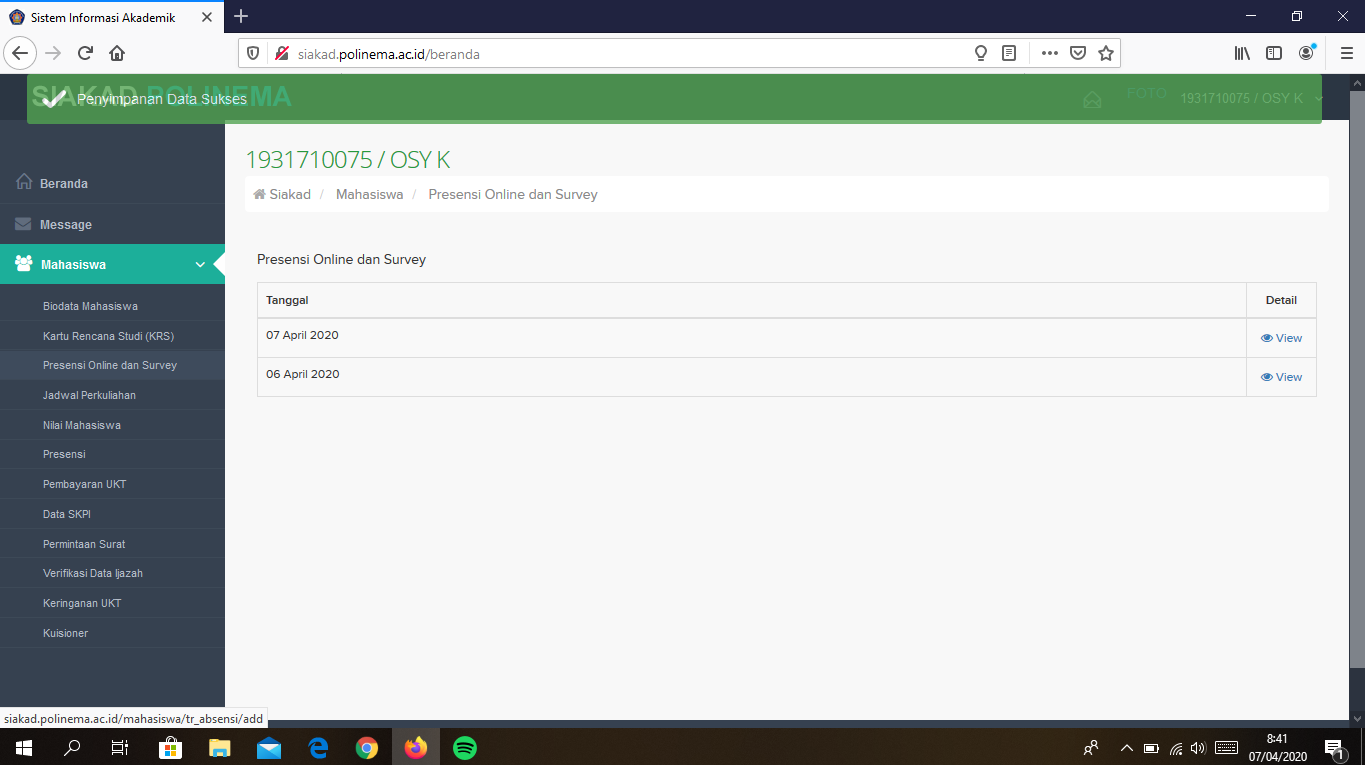 Sistem Informasi Akademik
siakad.polinema.ac.id/beranda
SIAKAD POLINEMA
Penyimpanan Data Sukses
FOTO
1931710075 / OSY K
1931710075 / OSY K
Siakad / Mahasiswa / Presensi Online dan Survey
Beranda
Message
Mahasiswa
Biodata Mahasiswa
Kartu Rencana Studi (KRS)
Presensi Online dan Survey
Jadwal Perkuliahan
Nilai Mahasiswa
Presensi
Pembayaran UKT
Data SKPI
Permintaan Surat
Verifikasi Data Ijazah
Keringanan UKT
Kuisioner
Presensi Online dan Survey
Tanggal Detail
07 April 2020 View
06 April 2020 View
siakad.polinema.ac.id/mahasiswa/tr_absensi/add
8:41
07/04/2020
1